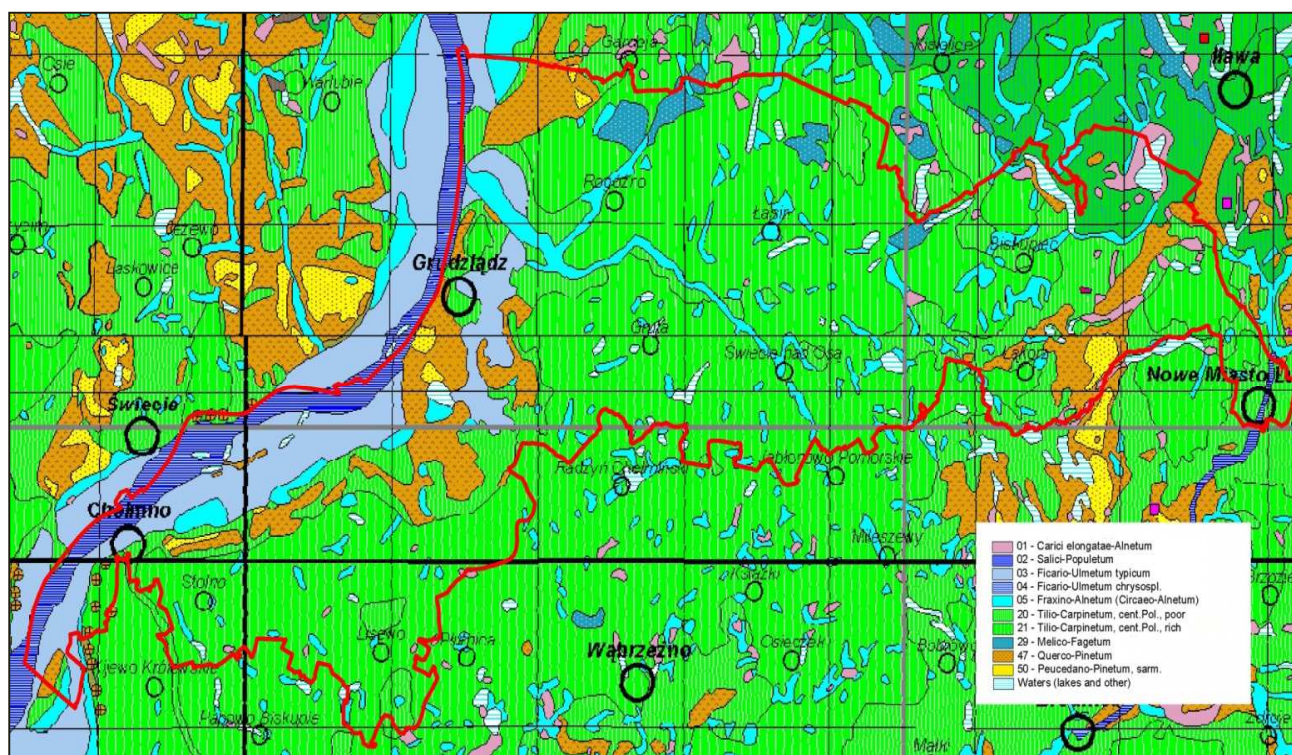 Osie
Warlubie
Gardeja
Kisielice
Iława
Rogoźno
Łasin
Jeżewo
Biskupiec
Laskowice
Grudziądz
Gruta
Świecie nad Osą
Łąkorz
Nowe Miasto Lu
Świecie
Radzyń Chełmiński
Jabłonowo Pomorskie
Chełmno
Mileszewy
Stolno
Książki
Brzozie
Lisewo
Płużnica
Osieczek
Wąbrzeźno
Bobrowo
Kijewo Królewskie
Papowo Biskupie
Małki
01 - Carici elongatae-Alnetum
02 - Salici-Populetum
03 - Ficario-Ulmetum typicum
04 - Ficario-Ulmetum chrysospl.
05 - Fraxino-Alnetum (Circaeo-Alnetum)
20 - Tilio-Carpinetum, cent.Pol., poor
21 - Tilio-Carpinetum, cent.Pol., rich
29 - Melico-Fagetum
47 - Querco-Pinetum
50 - Peucedano-Pinetum, sarm.
Waters (lakes and other)